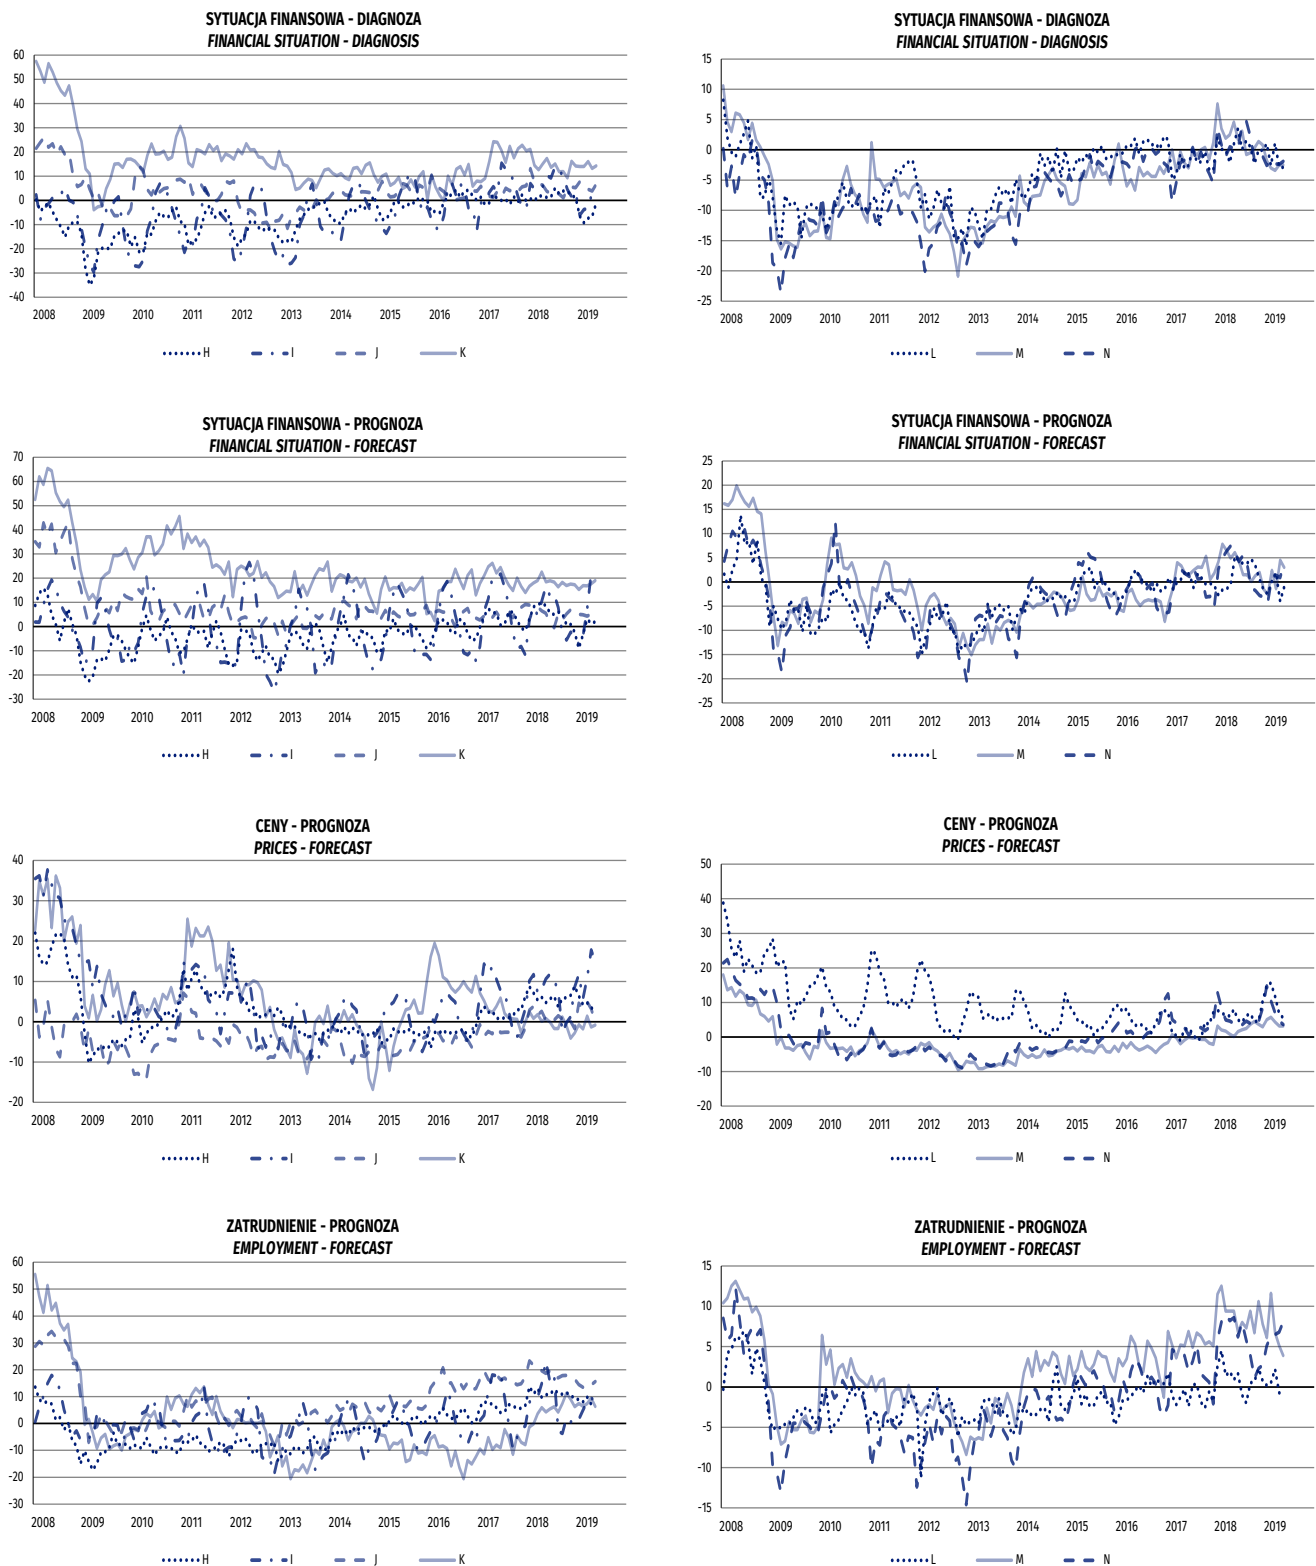 SYTUACJA FINANSOWA - DIAGNOZA
FINANCIAL SITUATION - DIAGNOSIS
60
50
40
30
20
10
0
-10
-20
-30
-40
2008 2009 2010 2011 2012 2013 2014 2015 2016 2017 2018 2019
H I J K
SYTUACJA FINANSOWA - DIAGNOZA
FINANCIAL SITUATION - DIAGNOSIS
15
10
5
0
-5
-10
-15
-20
-25
2008 2009 2010 2011 2012 2013 2014 2015 2016 2017 2018 2019
L M N
SYTUACJA FINANSOWA - PROGNOZA
FINANCIAL SITUATION - FORECAST
70
60
50
40
30
20
10
0
-10
-20
-30
2008 2009 2010 2011 2012 2013 2014 2015 2016 2017 2018 2019
H I J K
SYTUACJA FINANSOWA - PROGNOZA
FINANCIAL SITUATION - FORECAST
25
20
15
10
5
0
-5
-10
-15
-20
-25
2008 2009 2010 2011 2012 2013 2014 2015 2016 2017 2018 2019
L M N
CENY - PROGNOZA
PRICES - FORECAST
40
30
20
10
0
-10
-20
2008 2009 2010 2011 2012 2013 2014 2015 2016 2017 2018 2019
H I J K
CENY - PROGNOZA
PRICES - FORECAST
50
40
30
20
10
0
-10
-20
2008 2009 2010 2011 2012 2013 2014 2015 2016 2017 2018 2019
L M N
ZATRUDNIENIE - PROGNOZA
EMPLOYMENT - FORECAST
60
50
40
30
20
10
0
-10
-20
-30
2008 2009 2010 2011 2012 2013 2014 2015 2016 2017 2018 2019
H I J K
ZATRUDNIENIE - PROGNOZA
EMPLOYMENT - FORECAST
15
10
5
0
-5
-10
-15
2008 2009 2010 2011 2012 2013 2014 2015 2016 2017 2018 2019
L M N